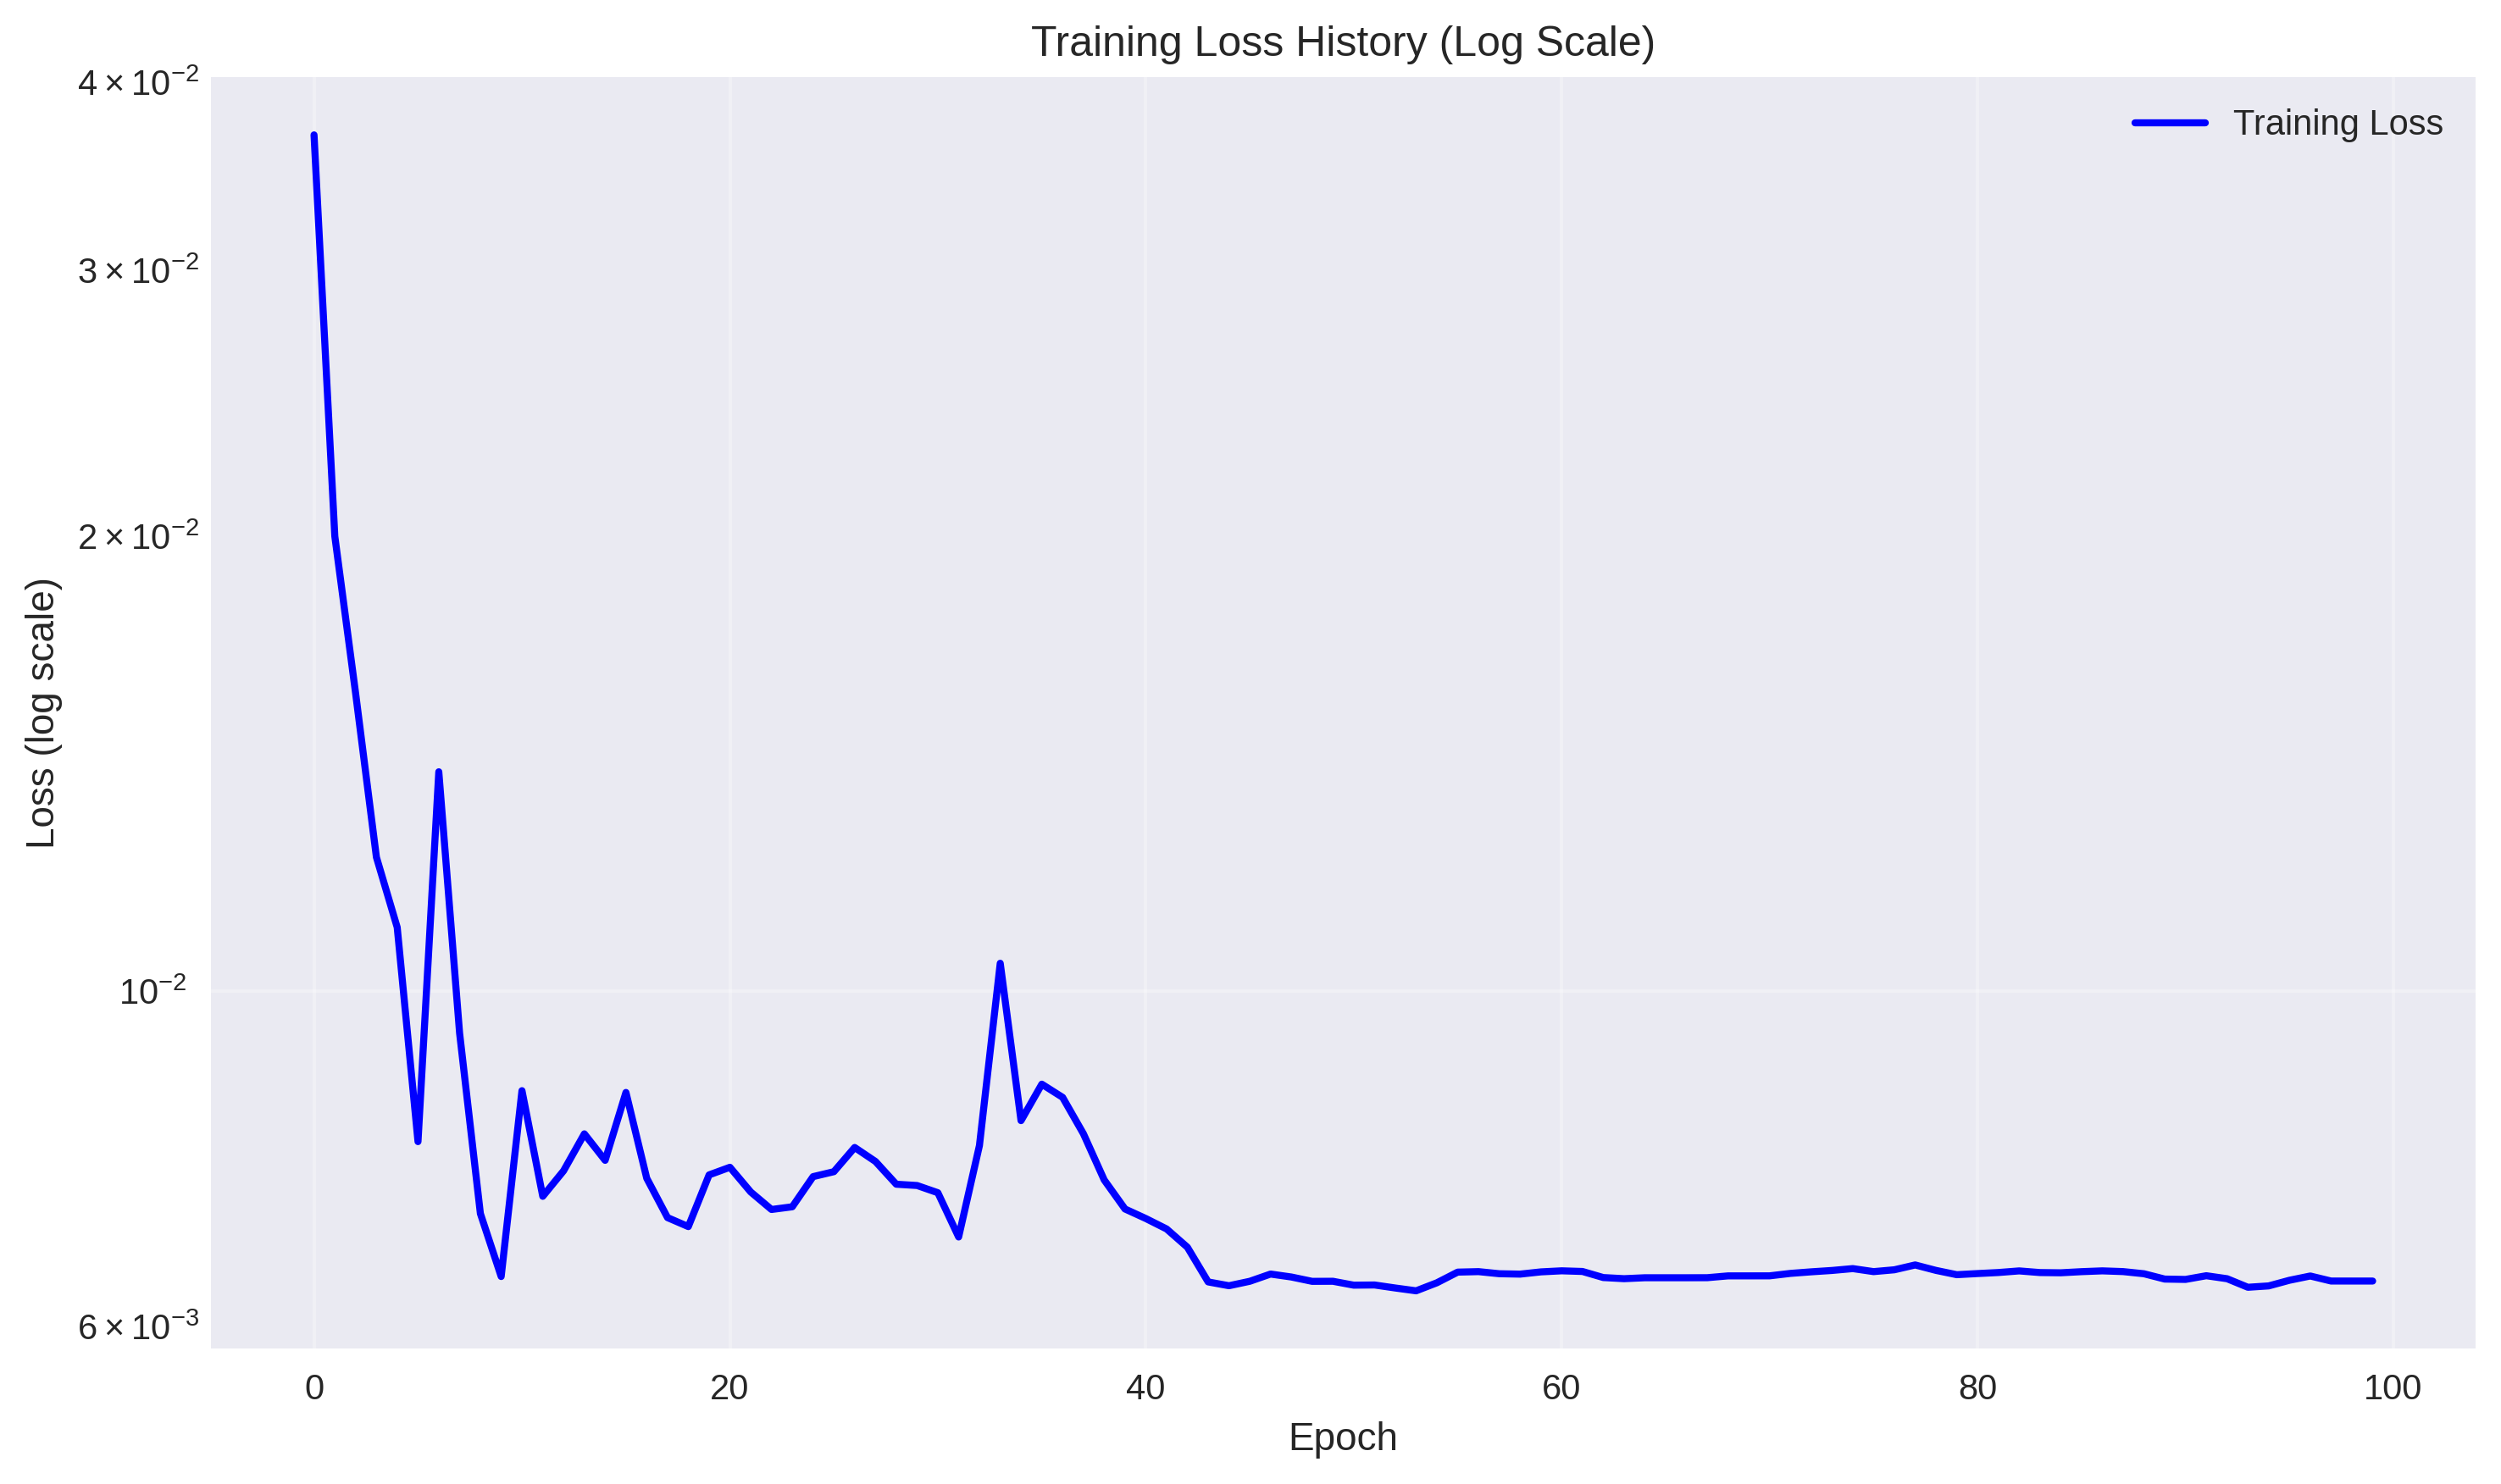 Training Loss History (Log Scale)
4 × 10⁻²
Training Loss
3 × 10⁻²
2 × 10⁻²
Loss (log scale)
10⁻²
6 × 10⁻³
0 20 40 60 80 100
Epoch